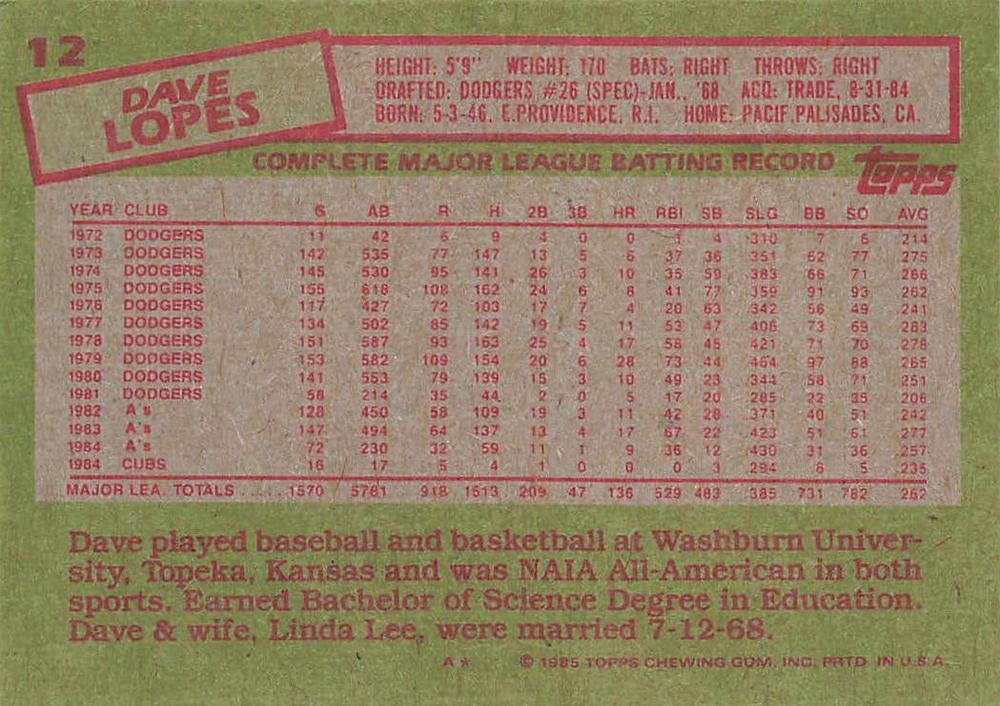 12
DAVE
LOPES
HEIGHT: 5'9" WEIGHT: 170 BATS: RIGHT THROWS: RIGHT
DRAFTED: DODGERS #26 (SPEC)-JAN., '68 ACQ: TRADE, 8-31-84
BORN: 5-3-46, E.PROVIDENCE, R.I. HOME: PACIF.PALISADES, CA.
COMPLETE MAJOR LEAGUE BATTING RECORD topps
YEAR CLUB G AB R H 2B 3B HR RBI SB SLG BB SO AVG
1972 DODGERS 11 42 6 9 4 0 0 1 4 310 7 6 214
1973 DODGERS 142 535 77 147 13 5 6 37 36 351 62 77 275
1974 DODGERS 145 530 95 141 26 3 10 35 59 383 66 71 266
1975 DODGERS 155 618 108 162 24 6 8 41 77 359 91 93 262
1976 DODGERS 117 427 72 103 17 7 4 20 63 342 56 49 241
1977 DODGERS 134 502 85 142 19 5 11 53 47 406 73 69 283
1978 DODGERS 151 587 93 163 25 4 17 58 45 421 71 70 278
1979 DODGERS 153 582 109 154 20 6 28 73 44 464 97 88 265
1980 DODGERS 141 553 79 139 15 3 10 49 23 344 58 71 251
1981 DODGERS 58 214 35 44 2 0 5 17 20 285 22 35 206
1982 A's 128 450 58 109 19 3 11 42 28 371 40 51 242
1983 A's 147 494 64 137 13 4 17 67 22 423 51 61 277
1984 A's 72 230 32 59 11 1 9 36 12 430 31 36 257
1984 CUBS 16 17 5 4 1 0 0 0 3 294 6 5 235
MAJOR LEA. TOTALS ..... 1570 5781 918 1513 209 47 136 529 483 385 731 782 262
Dave played baseball and basketball at Washburn Univer-
sity, Topeka, Kansas and was NAIA All-American in both
sports. Earned Bachelor of Science Degree in Education.
Dave & wife, Linda Lee, were married 7-12-68.
A* © 1985 TOPPS CHEWING GUM, INC. PRTD. IN U.S.A.